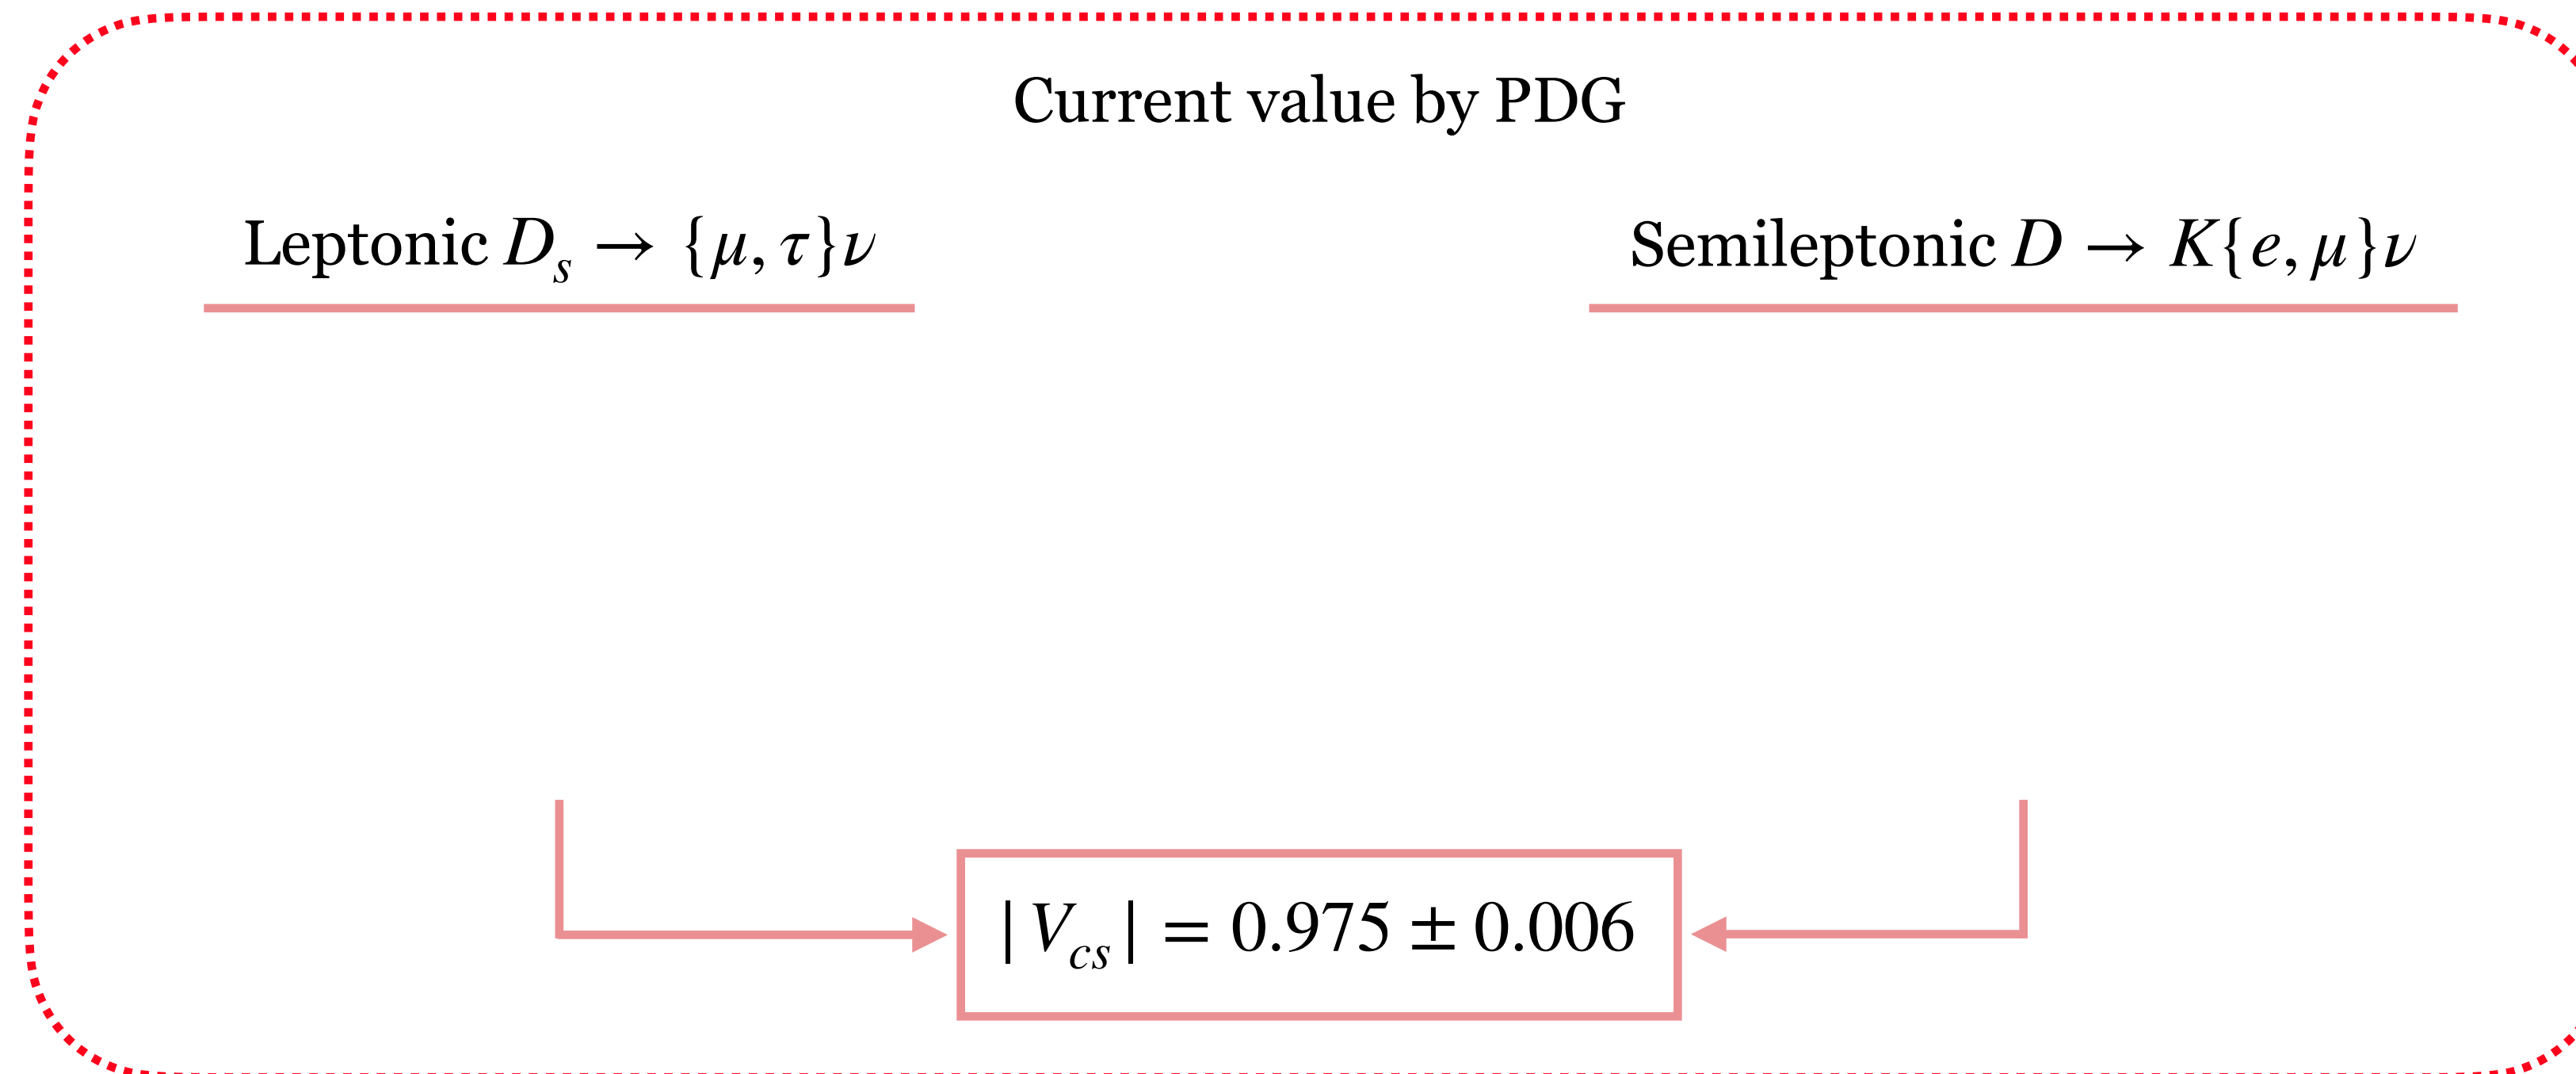 Current value by PDG
Leptonic D_s → {μ, τ}ν
Semileptonic D → K{e, μ}ν
|V_cs| = 0.975 ± 0.006